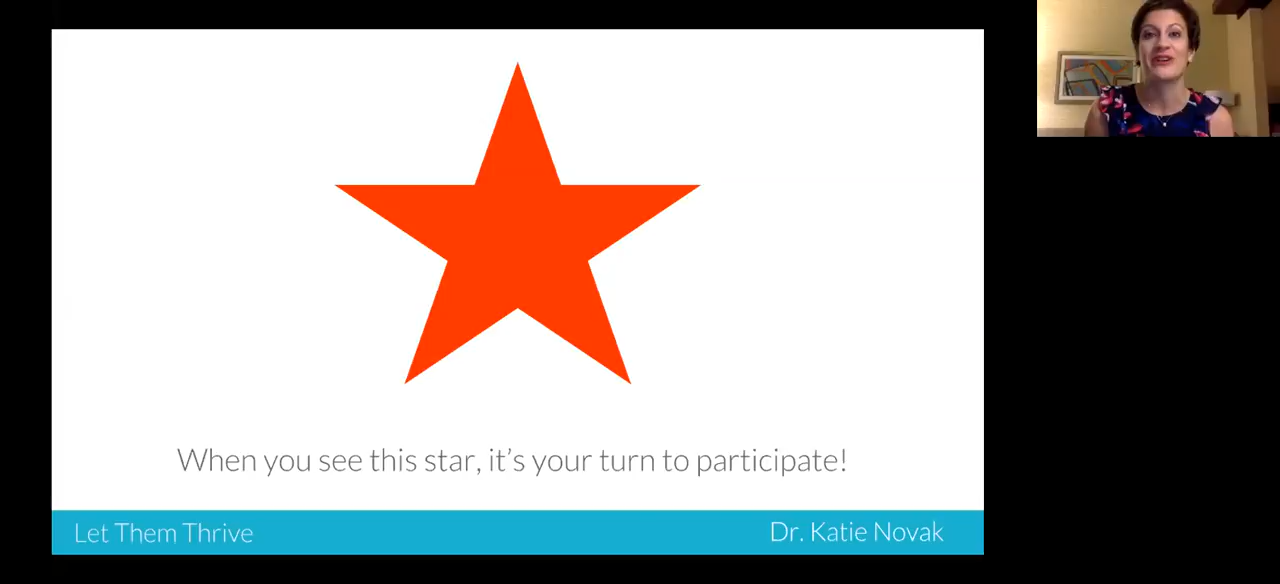 When you see this star, it's your turn to participate!
Let Them Thrive
Dr. Katie Novak